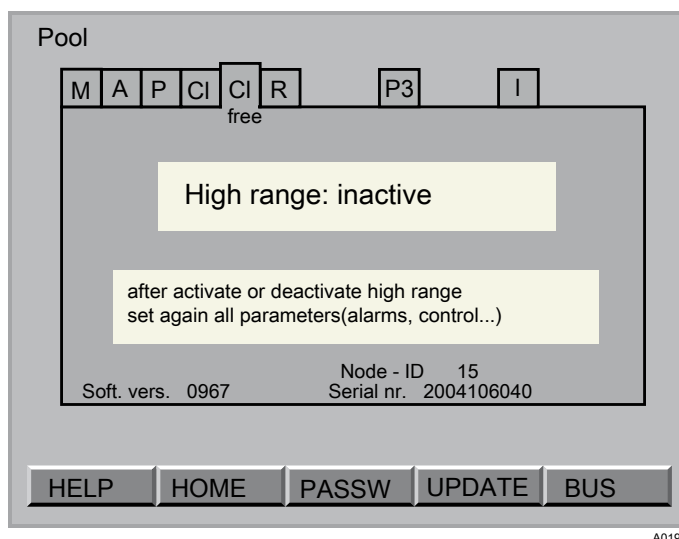 Pool
M A P Cl Cl R P3 I
free
High range: inactive
after activate or deactivate high range
set again all parameters(alarms, control...)
Node - ID 15
Soft. vers. 0967 Serial nr. 2004106040
HELP HOME PASSW UPDATE BUS
A019